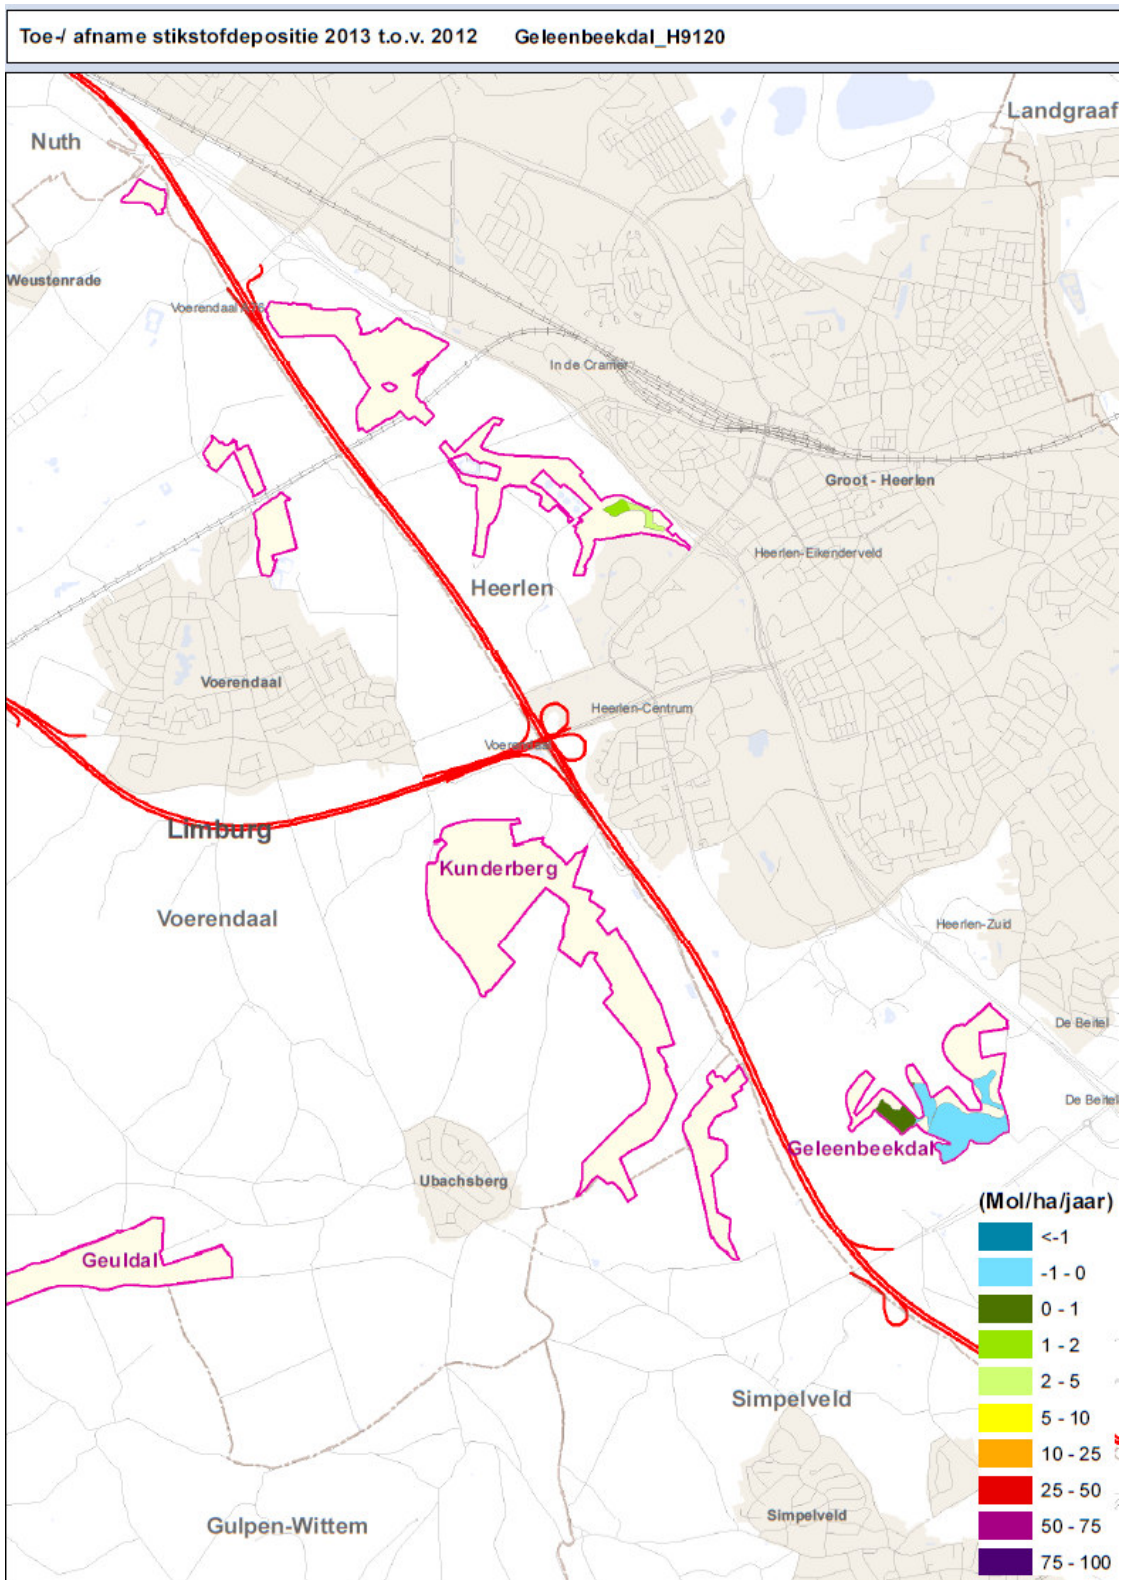 Toe-/ afname stikstofdepositie 2013 t.o.v. 2012 Geleenbeekdal_H9120
Landgraaf
Nuth
Weustenrade
Voerendaal
In de Cramer
Groot - Heerlen
Heerlen-Eikenderveld
Heerlen
Voerendaal
Heerlen-Centrum
Voerendaal
Limburg
Kunderberg
Voerendaal
Heerlen-Zuid
De Beitel
De Beitel
Geleenbeekdal
Ubachsberg
Geuldal
(Mol/ha/jaar)
<-1
-1 - 0
0 - 1
1 - 2
2 - 5
5 - 10
10 - 25
25 - 50
50 - 75
75 - 100
Simpelveld
Simpelveld
Gulpen-Wittem